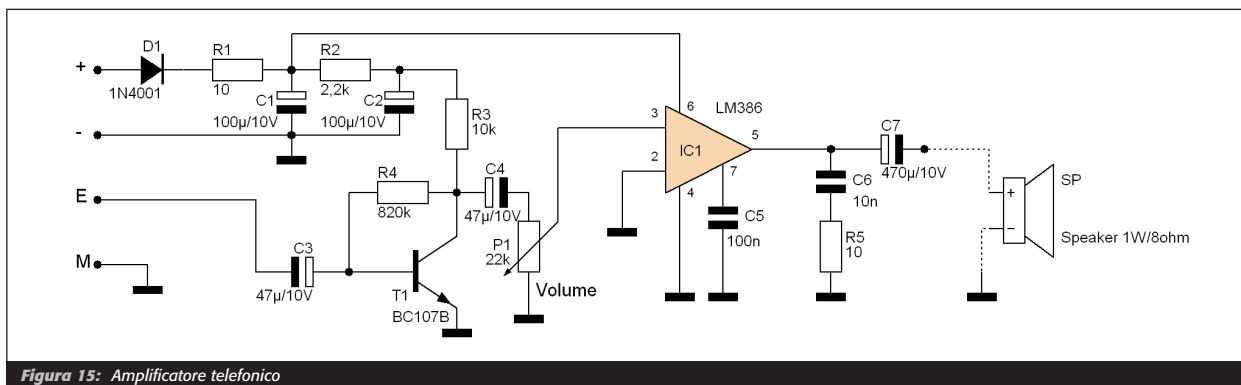 D1
1N4001
R1
10
R2
2,2k
C1
100µ/10V
C2
100µ/10V
+
-
R3
10k
R4
820k
C4
47µ/10V
P1
22k
Volume
E
M
C3
47µ/10V
T1
BC107B
LM386
IC1
3
2
6
4
7
5
C5
100n
C7
470µ/10V
C6
10n
R5
10
+
-
SP
Speaker 1W/8ohm
Figura 15: Amplificatore telefonico